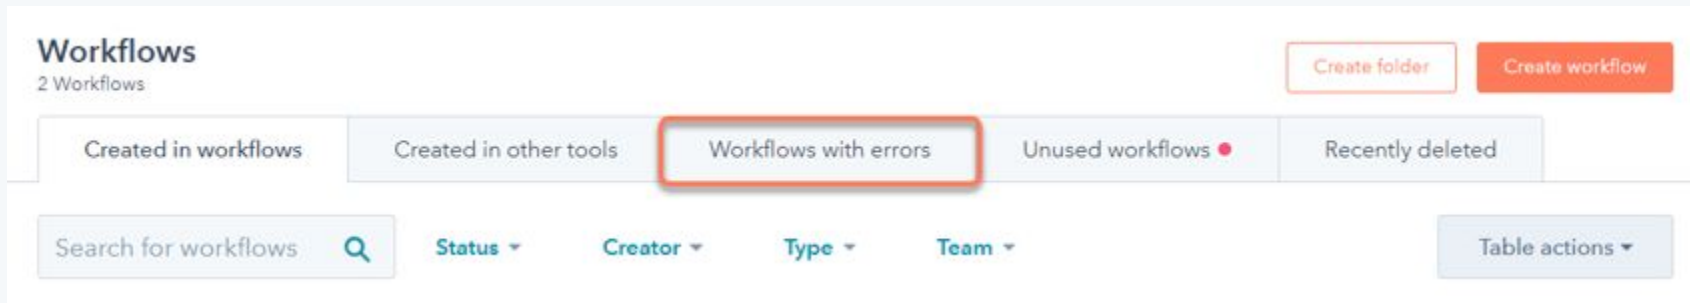 Workflows
2 Workflows
Create folder
Create workflow
Created in workflows
Created in other tools
Workflows with errors
Unused workflows
Recently deleted
Search for workflows
Status
Creator
Type
Team
Table actions